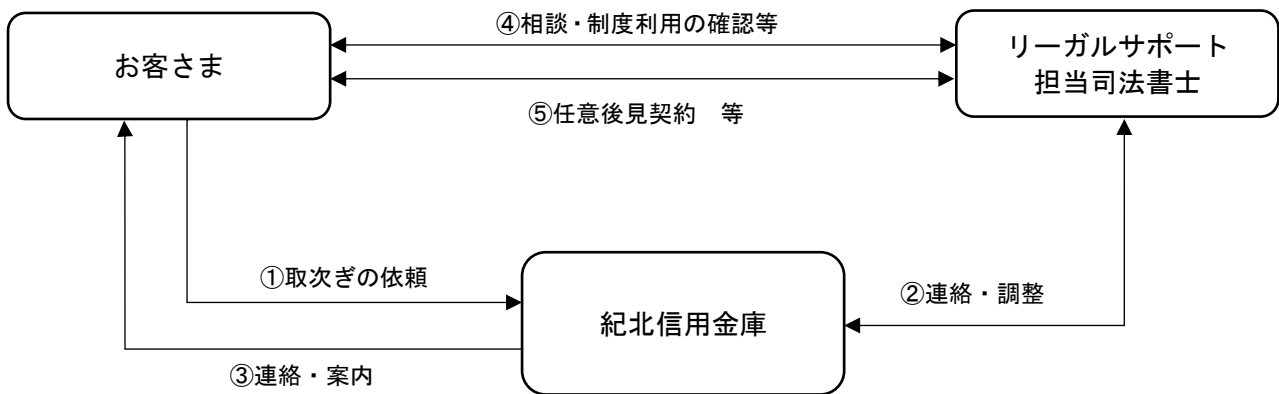 ④相談・制度利用の確認等
お客さま
リーガルサポート
担当司法書士
⑤任意後見契約　等
①取次ぎの依頼
紀北信用金庫
②連絡・調整
③連絡・案内